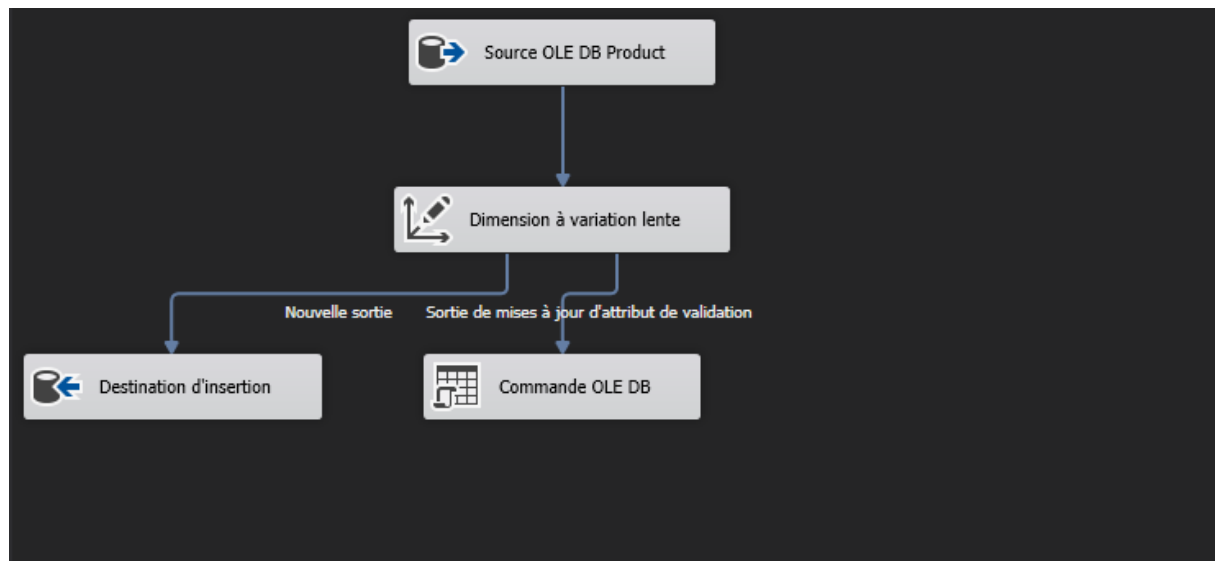 Source OLE DB Product
Dimension à variation lente
Nouvelle sortie
Sortie de mises à jour d'attribut de validation
Destination d'insertion
Commande OLE DB